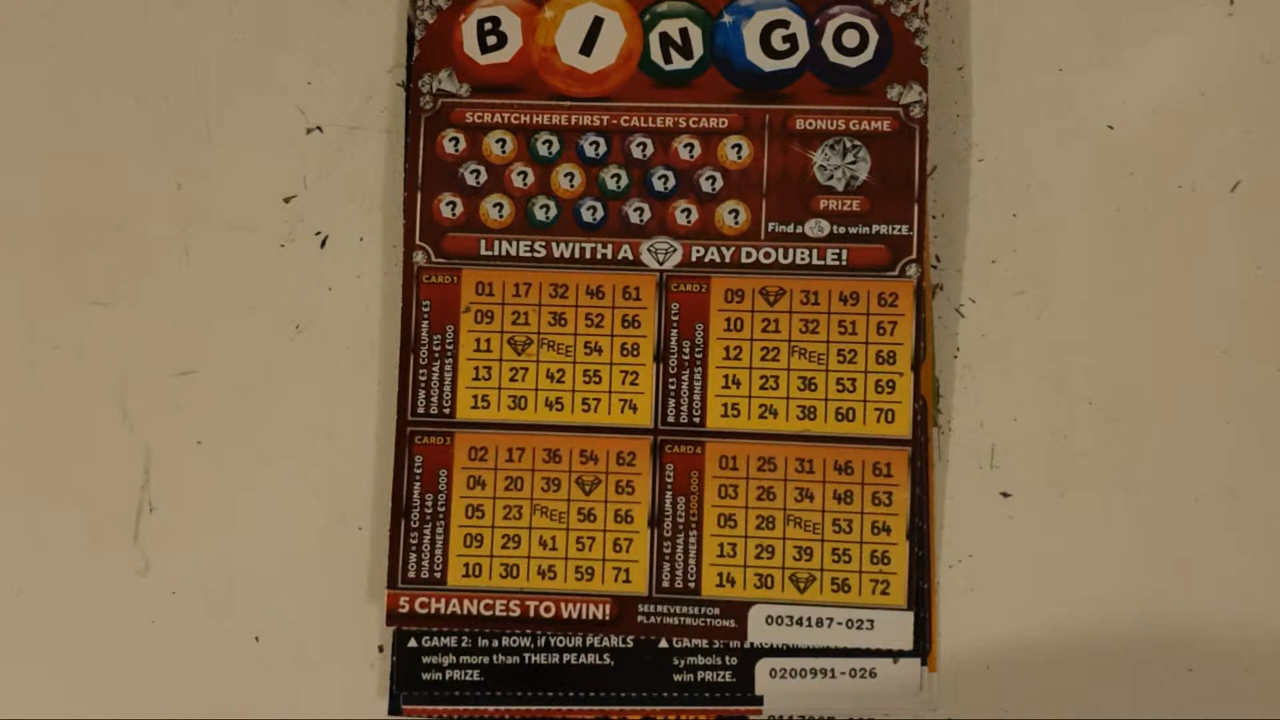 BINGO
SCRATCH HERE FIRST - CALLER'S CARD
BONUS GAME
? ? ? ? ? ? ?
? ? ? ? ? ?
? ? ? ? ? ? ?
PRIZE
Find a to win PRIZE.
LINES WITH A PAY DOUBLE!
CARD 1
ROW = £3 COLUMN = £5
DIAGONAL = £15
4 CORNERS = £100
01 17 32 46 61
09 21 36 52 66
11 FREE 54 68
13 27 42 55 72
15 30 45 57 74
CARD 2
ROW = £3 COLUMN = £10
DIAGONAL = £40
4 CORNERS = £1,000
09 31 49 62
10 21 32 51 67
12 22 FREE 52 68
14 23 36 53 69
15 24 38 60 70
CARD 3
ROW = £5 COLUMN = £10
DIAGONAL = £40
4 CORNERS = £10,000
02 17 36 54 62
04 20 39 65
05 23 FREE 56 66
09 29 41 57 67
10 30 45 59 71
CARD 4
ROW = £5 COLUMN = £20
DIAGONAL = £200
4 CORNERS = £300,000
01 25 31 46 61
03 26 34 48 63
05 28 FREE 53 64
13 29 39 55 66
14 30 56 72
5 CHANCES TO WIN!
SEE REVERSE FOR
PLAY INSTRUCTIONS.
0034187-023
▲ GAME 2: In a ROW, if YOUR PEARLS
weigh more than THEIR PEARLS,
win PRIZE.
▲ GAME 3: In a ROW,
symbols to
win PRIZE.
0200991-026